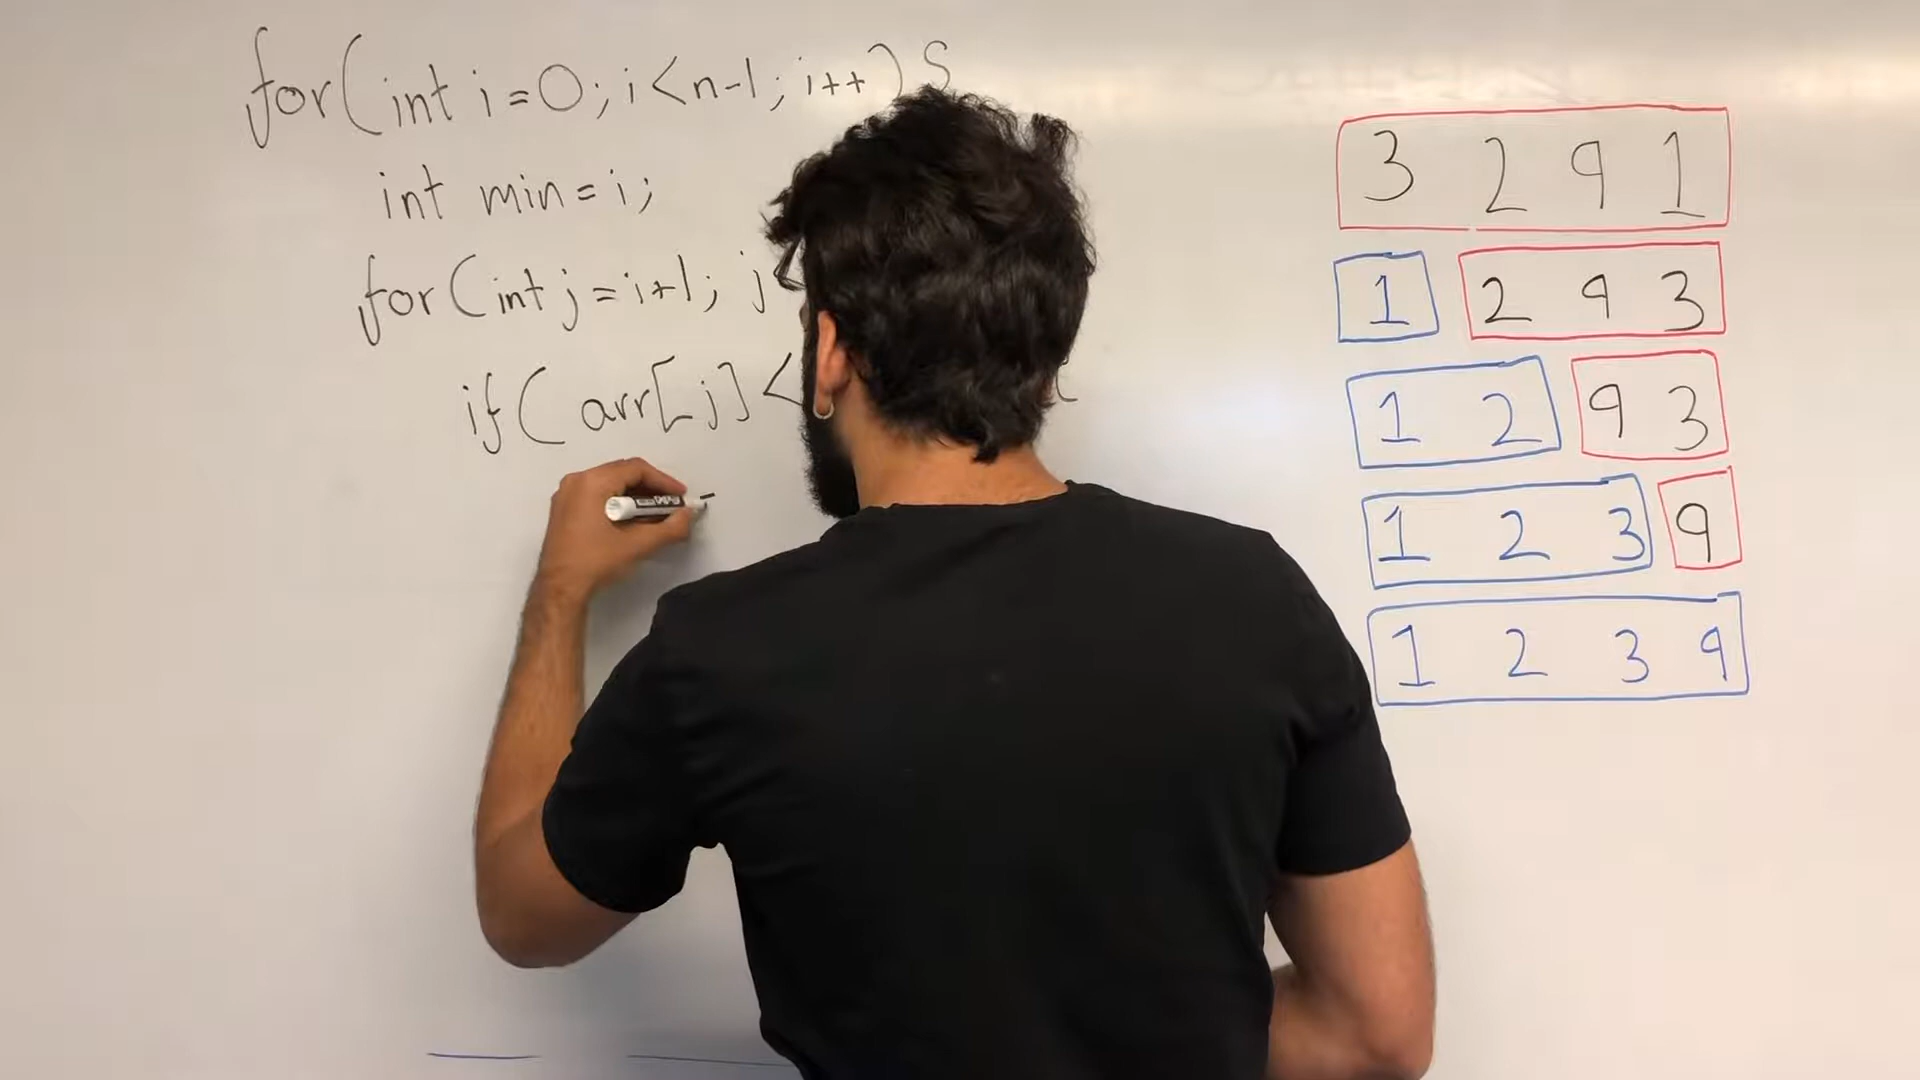 for(int i=0; i<n-1; i++){
int min = i;
for(int j=i+1; j<
if( arr[j] <
3 2 9 1
1 2 9 3
1 2 9 3
1 2 3 9
1 2 3 9